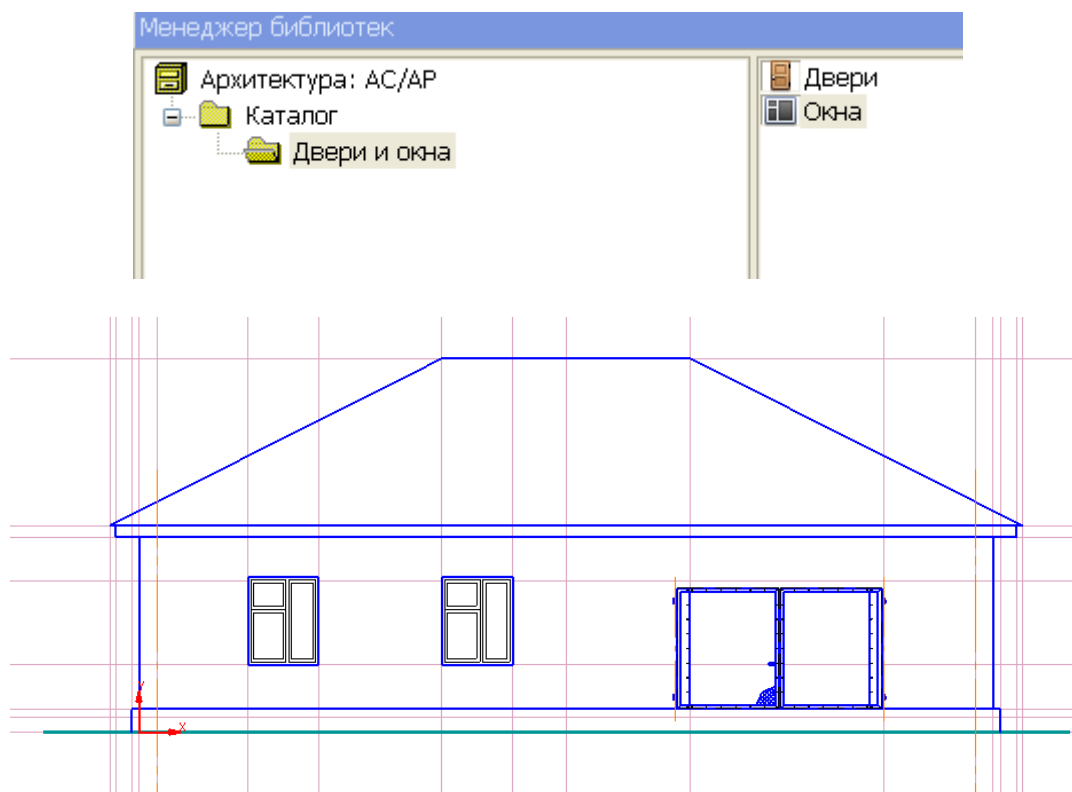 Менеджер библиотек
Архитектура: АС/АР
Каталог
Двери и окна
Двери
Окна
Y
X